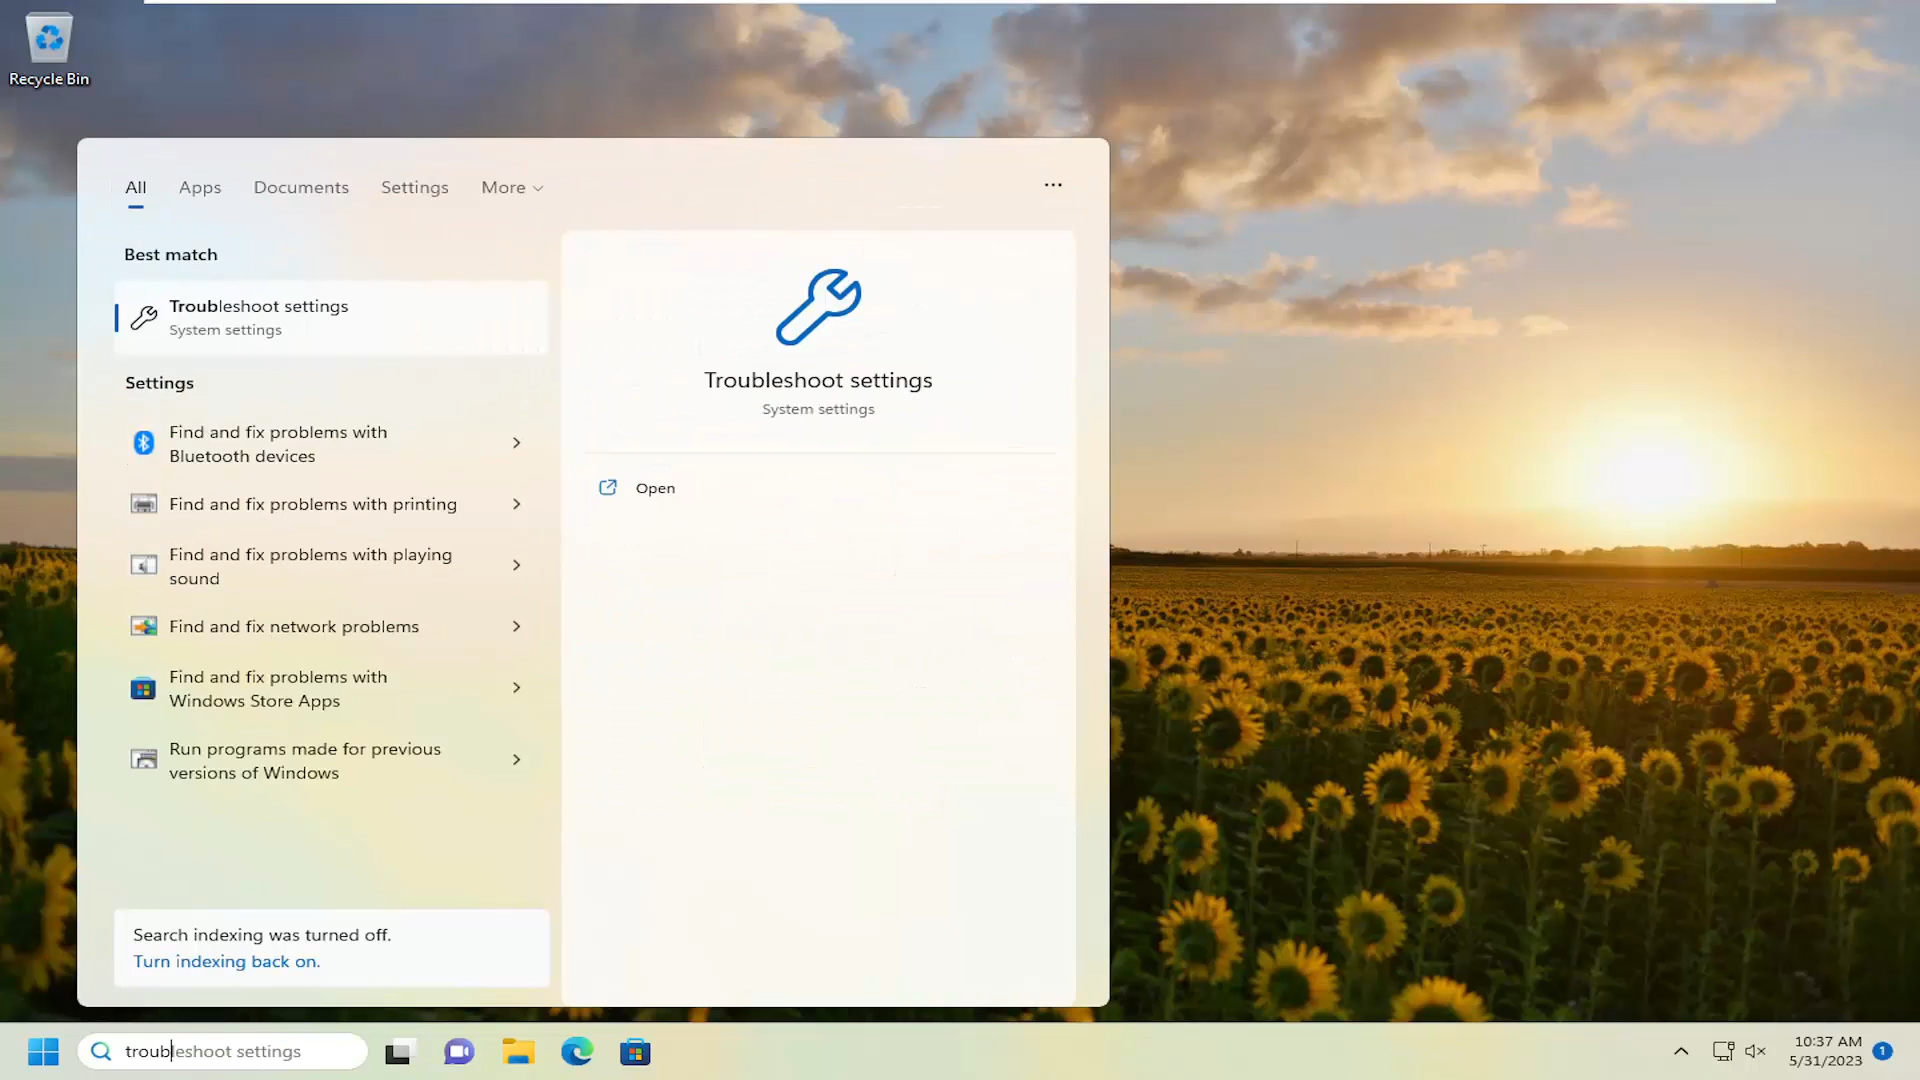 Recycle Bin
All Apps Documents Settings More
Best match
Troubleshoot settings
System settings
Settings
Find and fix problems with
Bluetooth devices
Find and fix problems with printing
Find and fix problems with playing
sound
Find and fix network problems
Find and fix problems with
Windows Store Apps
Run programs made for previous
versions of Windows
Search indexing was turned off.
Turn indexing back on.
Troubleshoot settings
System settings
Open
troubleshoot settings
10:37 AM
5/31/2023
1